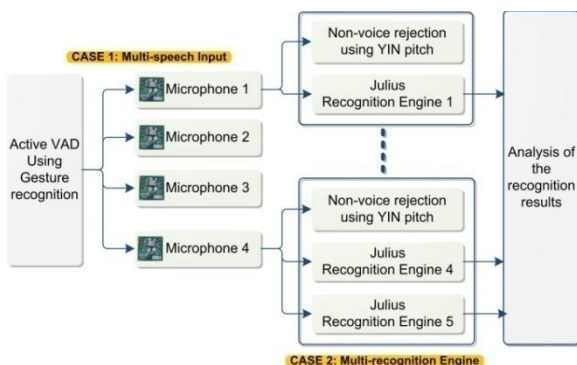 CASE 1: Multi-speech Input
Active VAD
Using
Gesture
recognition
Microphone 1
Microphone 2
Microphone 3
Microphone 4
Non-voice rejection
using YIN pitch
Julius
Recognition Engine 1
Non-voice rejection
using YIN pitch
Julius
Recognition Engine 4
Julius
Recognition Engine 5
CASE 2: Multi-recognition Engine
Analysis of
the
recognition
results